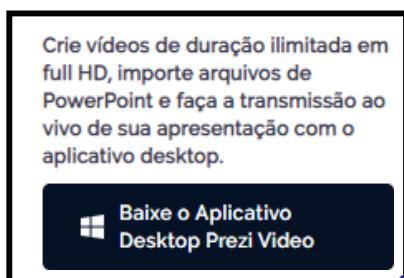 Crie vídeos de duração ilimitada em
full HD, importe arquivos de
PowerPoint e faça a transmissão ao
vivo de sua apresentação com o
aplicativo desktop.
Baixe o Aplicativo
Desktop Prezi Video